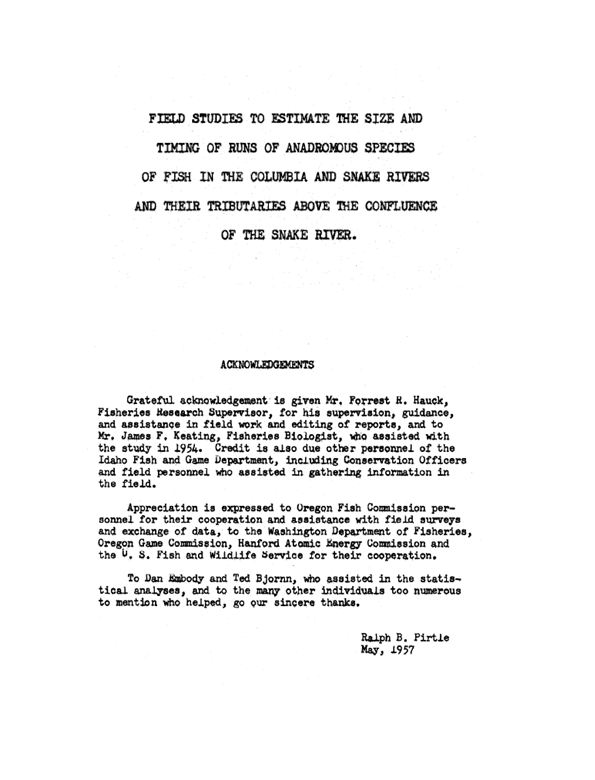 FIELD STUDIES TO ESTIMATE THE SIZE AND
TIMING OF RUNS OF ANADROMOUS SPECIES
OF FISH IN THE COLUMBIA AND SNAKE RIVERS
AND THEIR TRIBUTARIES ABOVE THE CONFLUENCE
OF THE SNAKE RIVER.
ACKNOWLEDGEMENTS
Grateful acknowledgement is given Mr. Forrest R. Hauck,
Fisheries Research Supervisor, for his supervision, guidance,
and assistance in field work and editing of reports, and to
Mr. James F. Keating, Fisheries Biologist, who assisted with
the study in 1954. Credit is also due other personnel of the
Idaho Fish and Game Department, including Conservation Officers
and field personnel who assisted in gathering information in
the field.
Appreciation is expressed to Oregon Fish Commission per-
sonnel for their cooperation and assistance with field surveys
and exchange of data, to the Washington Department of Fisheries,
Oregon Game Commission, Hanford Atomic Energy Commission and
the U. S. Fish and Wildlife Service for their cooperation.
To Dan Embody and Ted Bjornn, who assisted in the statis-
tical analyses, and to the many other individuals too numerous
to mention who helped, go our sincere thanks.
Ralph B. Pirtle
May, 1957